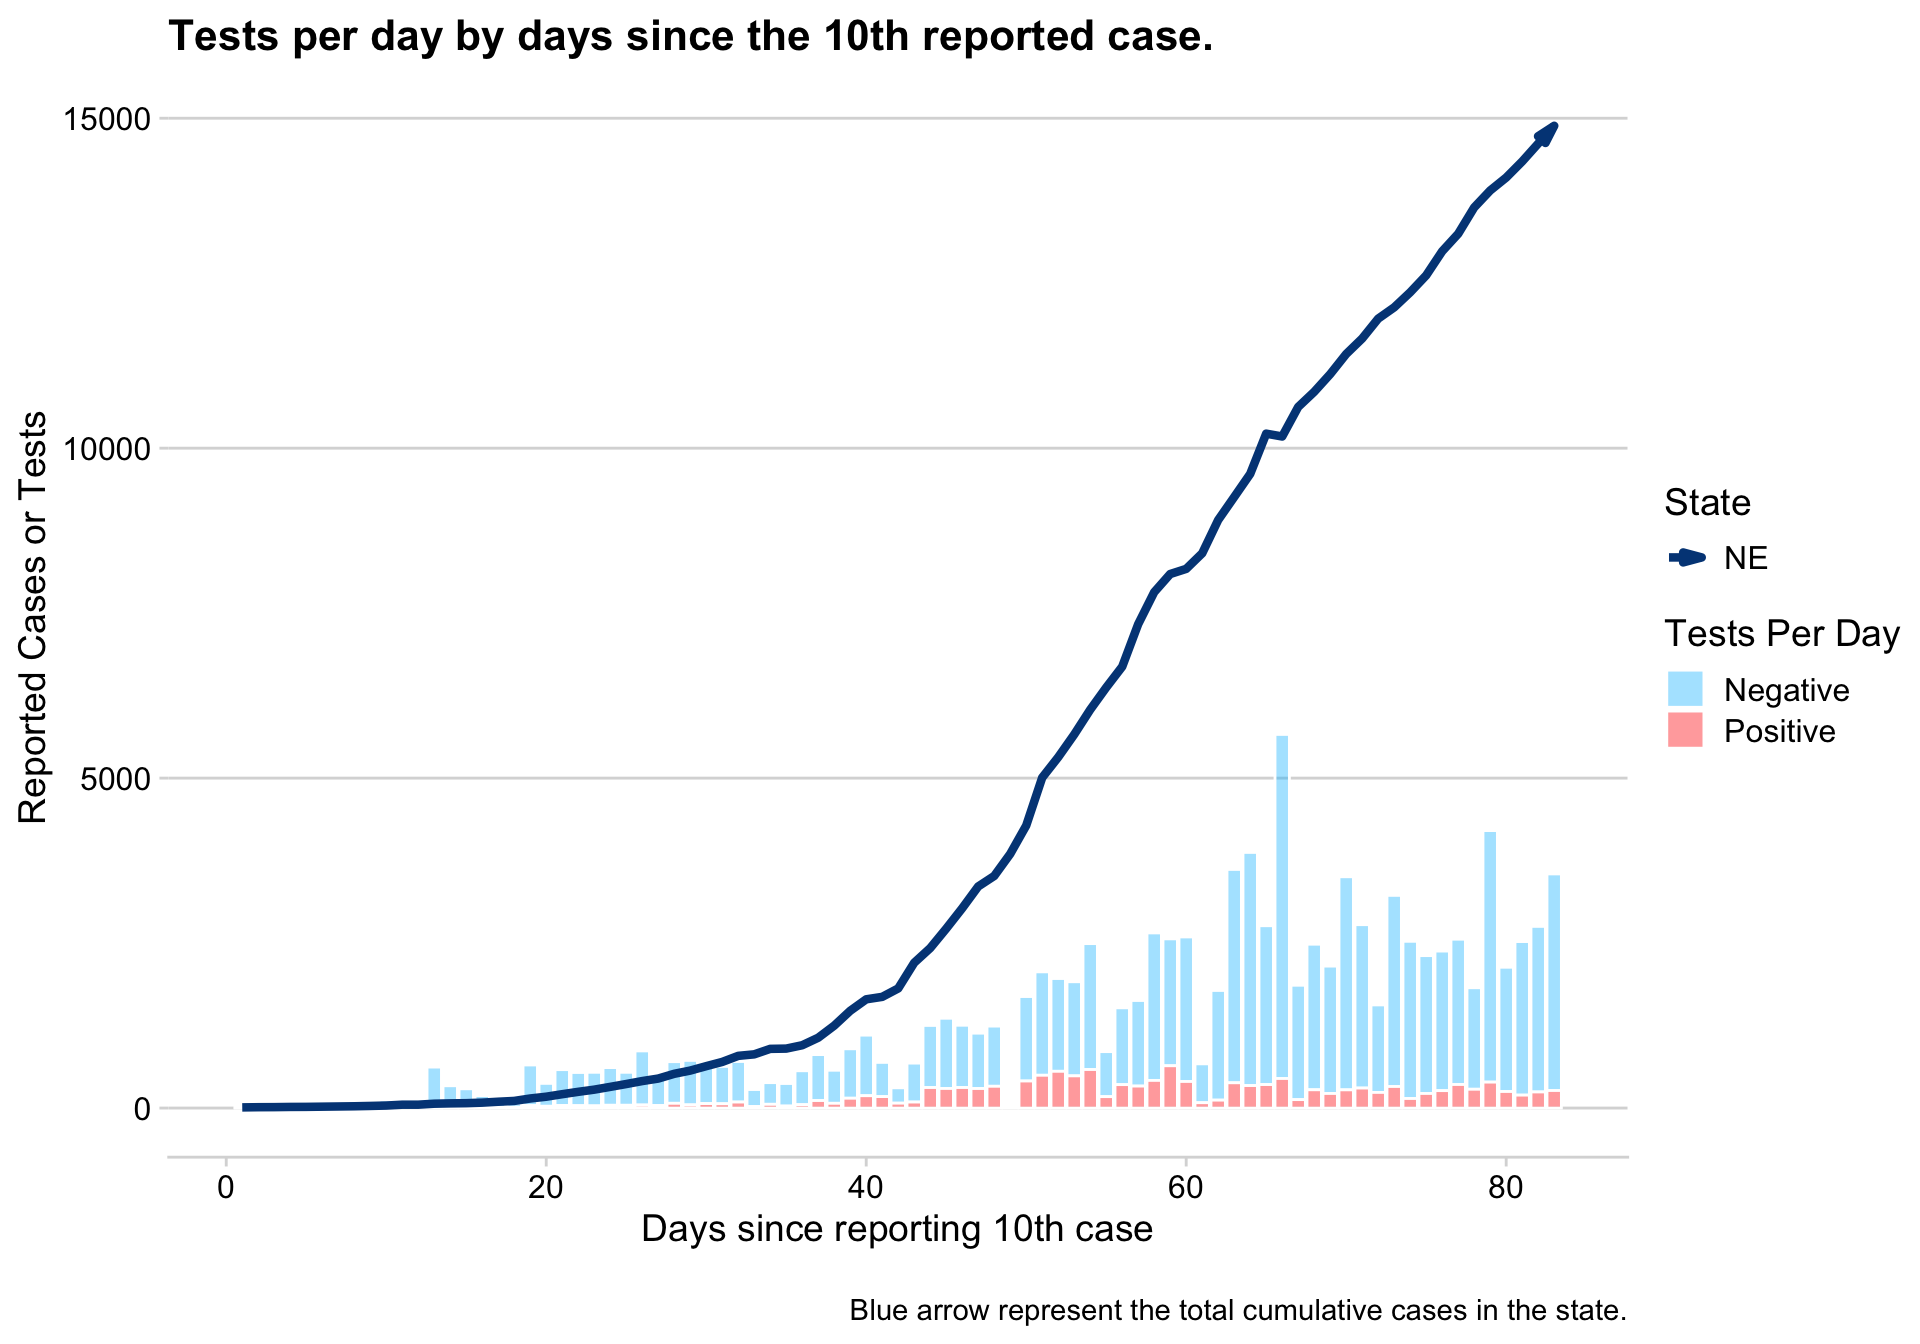 Tests per day by days since the 10th reported case.
15000
10000
5000
0
Reported Cases or Tests
0 20 40 60 80
Days since reporting 10th case
State
NE
Tests Per Day
Negative
Positive
Blue arrow represent the total cumulative cases in the state.